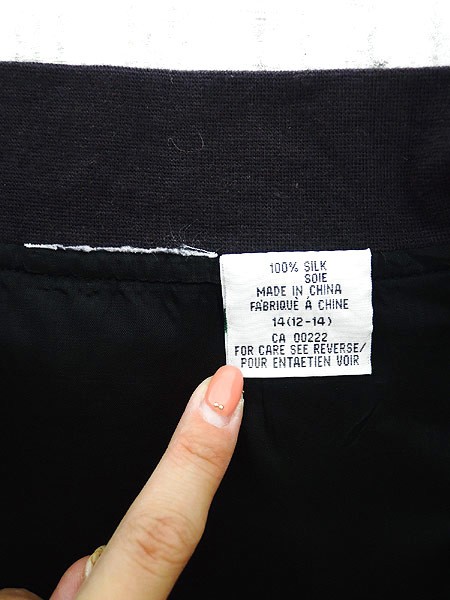 100% SILK
SOIE
MADE IN CHINA
FABRIQUÈ À CHINE
14(12-14)
CA 00222
FOR CARE SEE REVERSE/
POUR ENTAETIEN VOIR